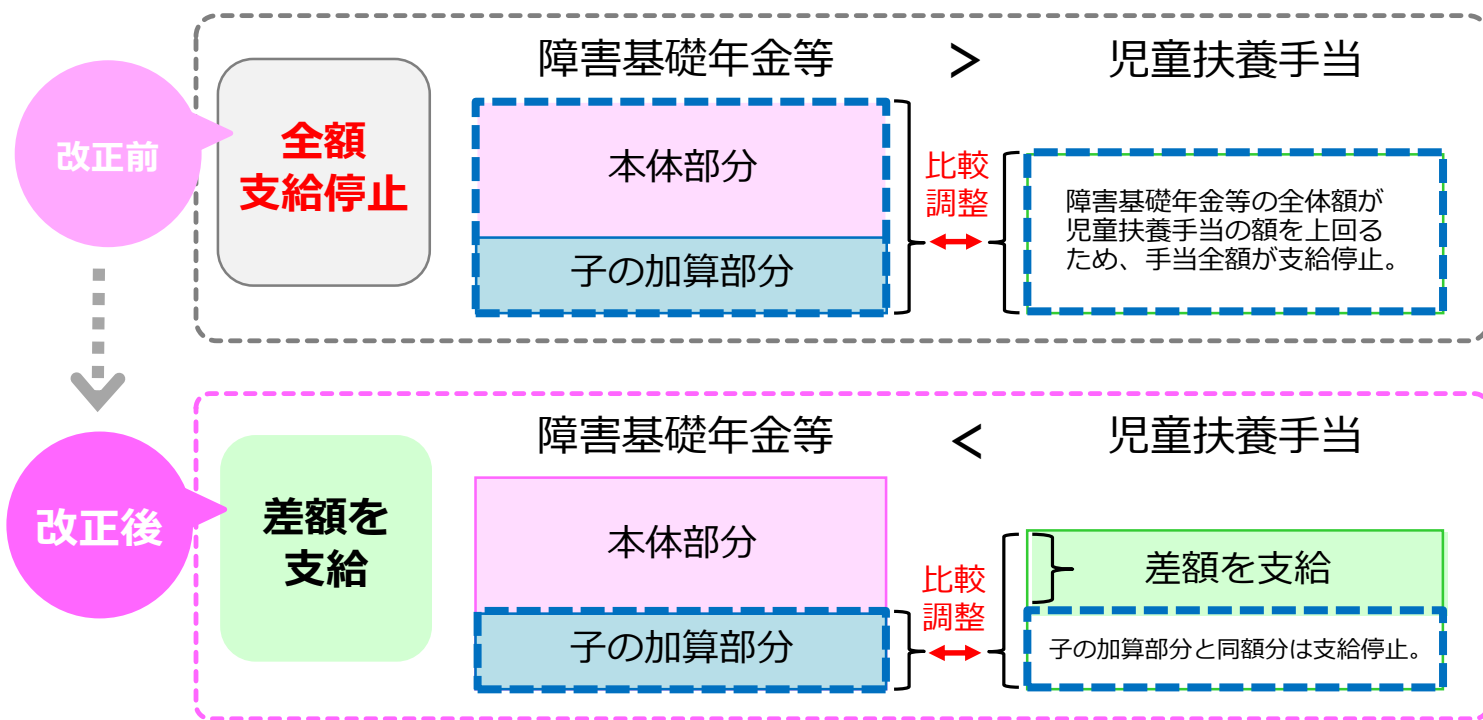 改正前
全額
支給停止
障害基礎年金等 > 児童扶養手当
本体部分
子の加算部分
比較
調整
障害基礎年金等の全体額が
児童扶養手当の額を上回る
ため、手当全額が支給停止。
改正後
差額を
支給
障害基礎年金等 < 児童扶養手当
本体部分
子の加算部分
比較
調整
差額を支給
子の加算部分と同額分は支給停止。